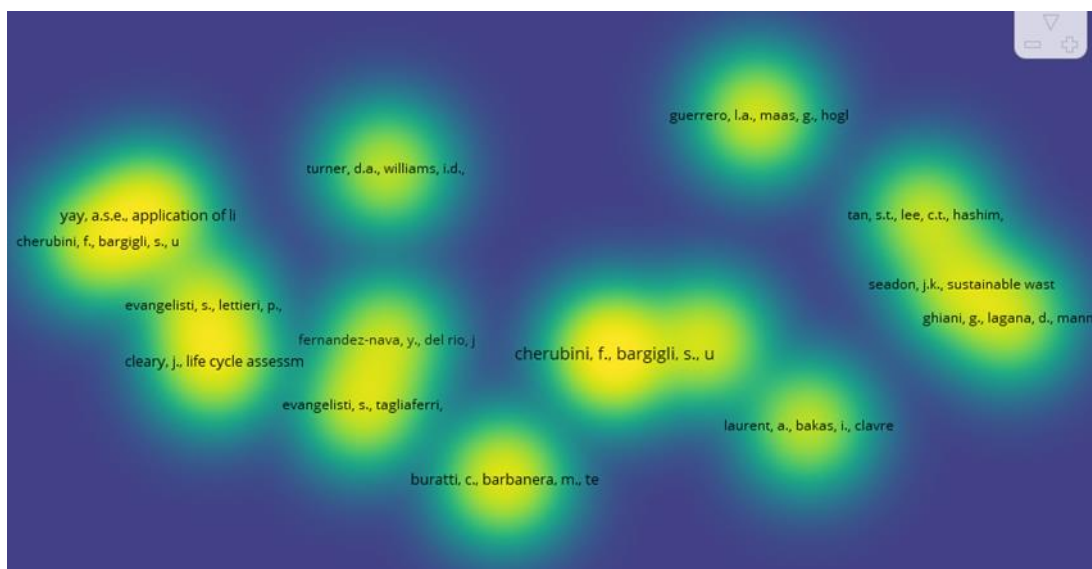 guerrero, l.a., maas, g., hogl
turner, d.a., williams, i.d.,
yay, a.s.e., application of li
tan, s.t., lee, c.t., hashim,
cherubini, f., bargigli, s., u
seadon, j.k., sustainable wast
evangelisti, s., lettieri, p.,
ghiani, g., lagana, d., mann
fernandez-nava, y., del rio, j
cherubini, f., bargigli, s., u
cleary, j., life cycle assessm
evangelisti, s., tagliaferri,
laurent, a., bakas, i., clavre
buratti, c., barbanera, m., te